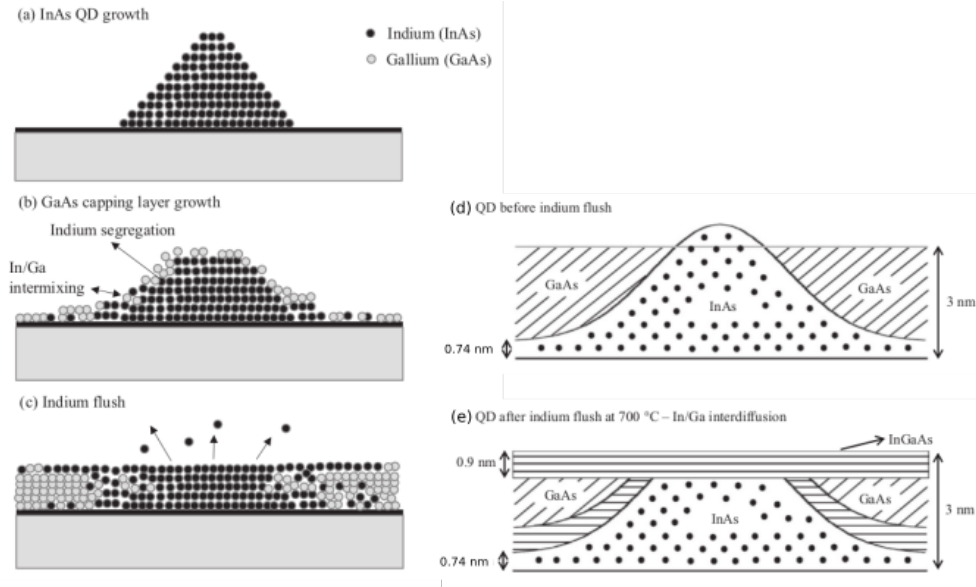 (a) InAs QD growth
Indium (InAs)
Gallium (GaAs)
(b) GaAs capping layer growth
Indium segregation
In/Ga
intermixing
(c) Indium flush
(d) QD before indium flush
GaAs
InAs
GaAs
3 nm
0.74 nm
(e) QD after indium flush at 700 °C – In/Ga interdiffusion
InGaAs
0.9 nm
GaAs
InAs
GaAs
3 nm
0.74 nm